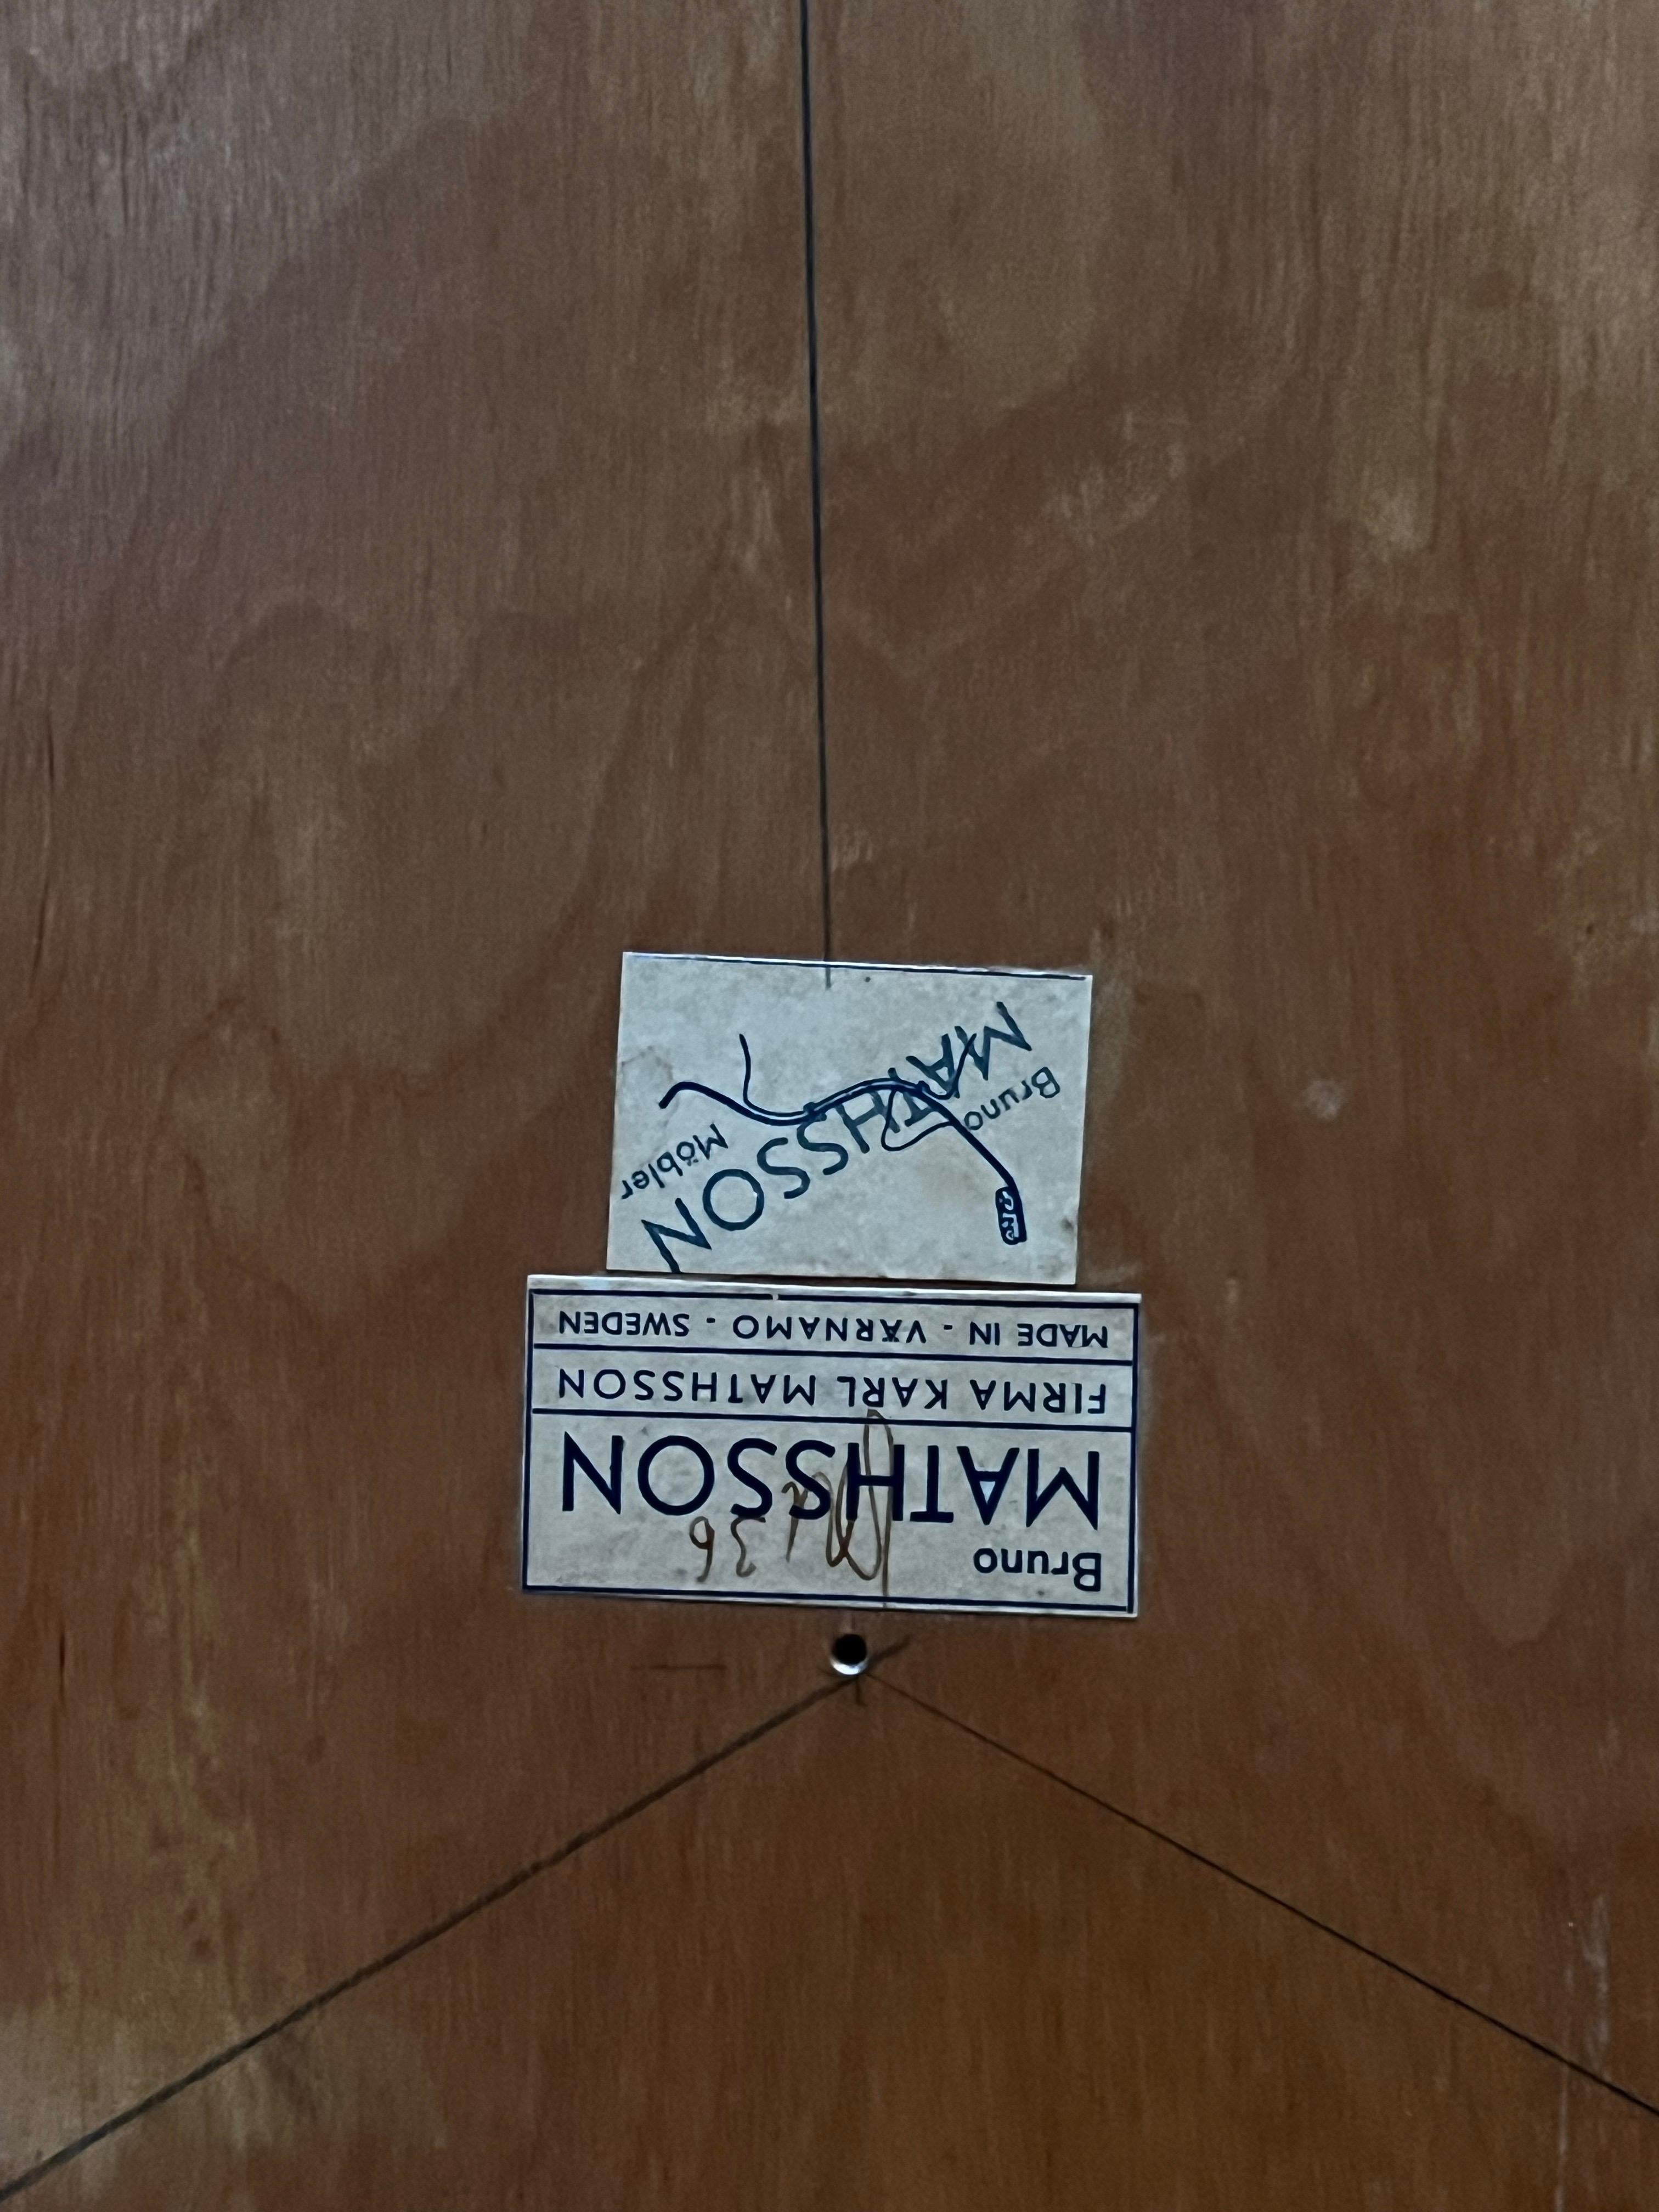 Bruno
MATHSSON
FIRMA KARL MATHSSON
MADE IN - VÄRNAMO - SWEDEN
Bruno
MATHSSON
Möbler